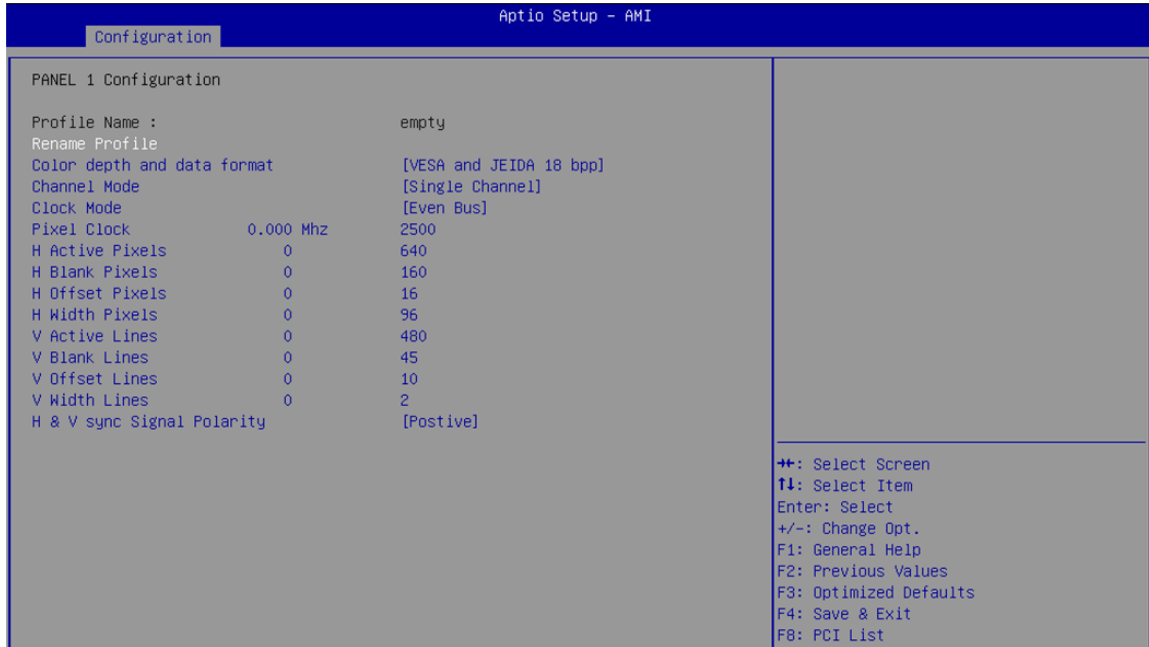 Aptio Setup – AMI
Configuration
PANEL 1 Configuration
Profile Name : empty
Rename Profile
Color depth and data format [VESA and JEIDA 18 bpp]
Channel Mode [Single Channel]
Clock Mode [Even Bus]
Pixel Clock 0.000 Mhz 2500
H Active Pixels 0 640
H Blank Pixels 0 160
H Offset Pixels 0 16
H Width Pixels 0 96
V Active Lines 0 480
V Blank Lines 0 45
V Offset Lines 0 10
V Width Lines 0 2
H & V sync Signal Polarity [Postive]
→←: Select Screen
↑↓: Select Item
Enter: Select
+/-: Change Opt.
F1: General Help
F2: Previous Values
F3: Optimized Defaults
F4: Save & Exit
F8: PCI List